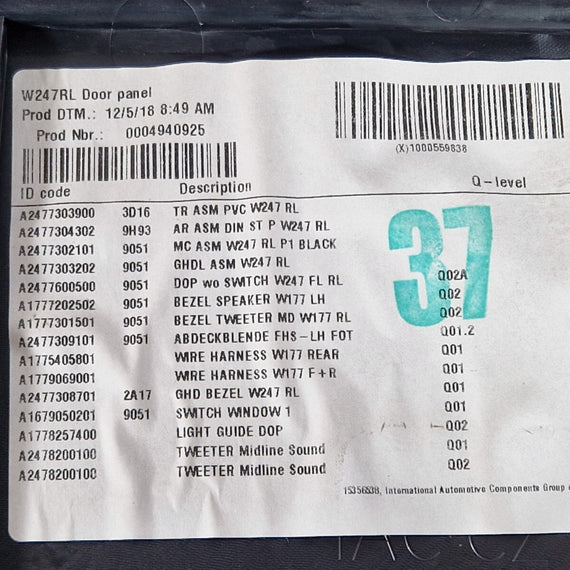 W247RL Door panel
Prod DTM.: 12/5/18 8:49 AM
Prod Nbr.: 0004940925
(X)1000559838
ID code Description Q-level
A2477303900 3D16 TR ASM PVC W247 RL
A2477304302 9H93 AR ASM DIN ST P W247 RL
A2477302101 9051 MC ASM W247 RL P1 BLACK
A2477303202 9051 GHDL ASM W247 RL
A2477600500 9051 DOP wo SWITCH W247 FL RL Q02A
A1777202502 9051 BEZEL SPEAKER W177 LH Q02
A1777301501 9051 BEZEL TWEETER MD W177 RL Q02
A2477309101 9051 ABDECKBLENDE FHS-LH FOT Q01.2
A1775405801 WIRE HARNESS W177 REAR Q01
A1779069001 WIRE HARNESS W177 F+R Q01
A2477308701 2A17 GHD BEZEL W247 RL Q01
A1679050201 9051 SWITCH WINDOW 1 Q01
A1778257400 LIGHT GUIDE DOP Q02
A2478200100 TWEETER Midline Sound Q01
A2478200100 TWEETER Midline Sound Q02
37
15356538, International Automotive Components Group